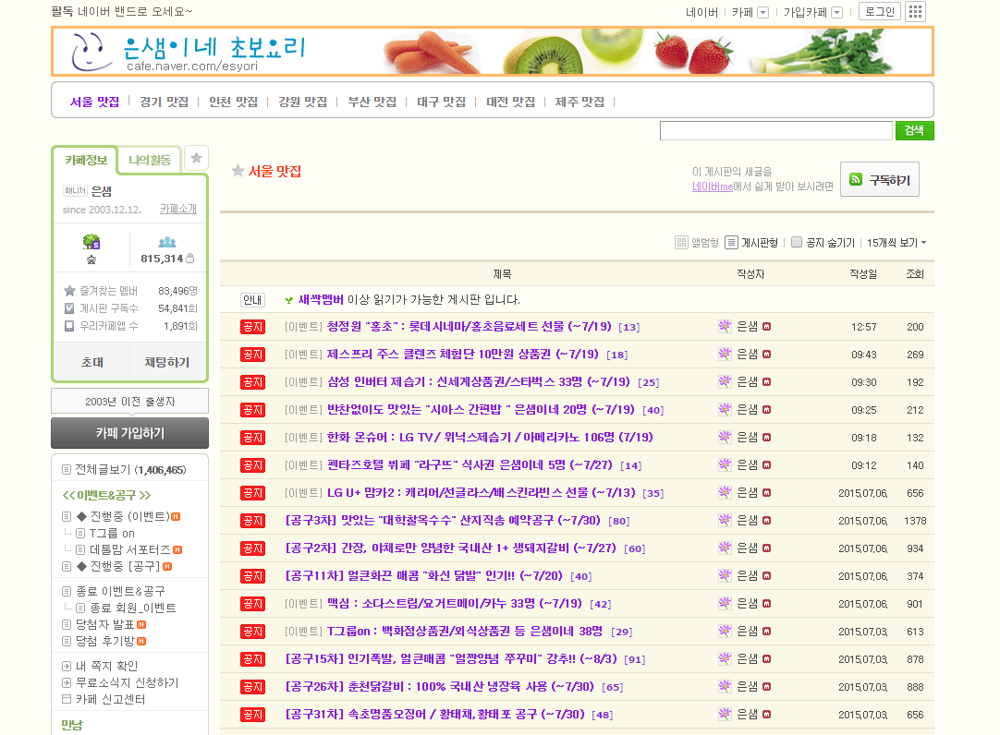 필독 네이버 밴드로 오세요~
네이버 카페 가입카페 로그인
은샘이네 초보요리
cafe.naver.com/esyori
서울 맛집 | 경기 맛집 | 인천 맛집 | 강원 맛집 | 부산 맛집 | 대구 맛집 | 대전 맛집 | 제주 맛집 |
검색
카페정보 나의활동
매니저 은샘
since 2003.12.12. 카페소개
숲 815,314
즐겨찾는 멤버 83,496명
게시판 구독수 54,841회
우리카페앱 수 1,891회
초대 채팅하기
2003년 이전 출생자
카페 가입하기
전체글보기 (1,406,465)
<<이벤트&공구 >>
◆ 진행중 (이벤트) N
T그룹 on
데톨맘 서포터즈 N
◆ 진행중 [공구] N
종료 이벤트&공구
종료 회원_이벤트
당첨자 발표 N
당첨 후기방 N
내 쪽지 확인
무료소식지 신청하기
카페 신고센터
만남
서울 맛집
이 게시판의 새글을
네이버me에서 쉽게 받아 보시려면
구독하기
앨범형 게시판형 | 공지 숨기기 | 15개씩 보기
제목 작성자 작성일 조회
안내 새싹멤버 이상 읽기가 가능한 게시판 입니다.
공지 [이벤트] 청정원 "홍초" : 롯데시네마/홍초음료세트 선물 (~7/19) [13] 은샘 12:57 200
공지 [이벤트] 제스프리 주스 클렌즈 체험단 10만원 상품권 (~7/19) [18] 은샘 09:43 269
공지 [이벤트] 삼성 인버터 제습기 : 신세계상품권/스타벅스 33명 (~7/19) [25] 은샘 09:30 192
공지 [이벤트] 반찬없이도 맛있는 "시아스 간편밥 " 은샘이네 20명 (~7/19) [40] 은샘 09:25 212
공지 [이벤트] 한화 온슈어 : LG TV / 위닉스제습기 / 아메리카노 106명 (7/19) 은샘 09:18 132
공지 [이벤트] 펜타즈호텔 뷔페 "라구뜨" 식사권 은샘이네 5명 (~7/27) [14] 은샘 09:12 140
공지 [이벤트] LG U+ 맘카2 : 캐리어/선글라스/배스킨라빈스 선물 (~7/13) [35] 은샘 2015.07.06. 656
공지 [공구3차] 맛있는 "대학찰옥수수" 산지직송 예약공구 (~7/30) [80] 은샘 2015.07.06. 1378
공지 [공구2차] 간장, 야채로만 양념한 국내산 1+ 생돼지갈비 (~7/27) [60] 은샘 2015.07.06. 934
공지 [공구11차] 얼큰화끈 매콤 "화신 닭발" 인기!! (~7/20) [40] 은샘 2015.07.06. 374
공지 [이벤트] 맥심 : 소다스트림/요거트메이/카누 33명 (~7/19) [42] 은샘 2015.07.06. 901
공지 [이벤트] T그룹on : 백화점상품권/외식상품권 등 은샘이네 38명 [29] 은샘 2015.07.03. 613
공지 [공구15차] 인기폭발, 얼큰매콤 "얼짱양념 쭈꾸미" 강추!! (~8/3) [91] 은샘 2015.07.03. 878
공지 [공구26차] 춘천닭갈비 : 100% 국내산 냉장육 사용 (~7/30) [65] 은샘 2015.07.03. 888
공지 [공구31차] 속초명품오징어 / 황태채,황태포 공구 (~7/30) [48] 은샘 2015.07.03. 656